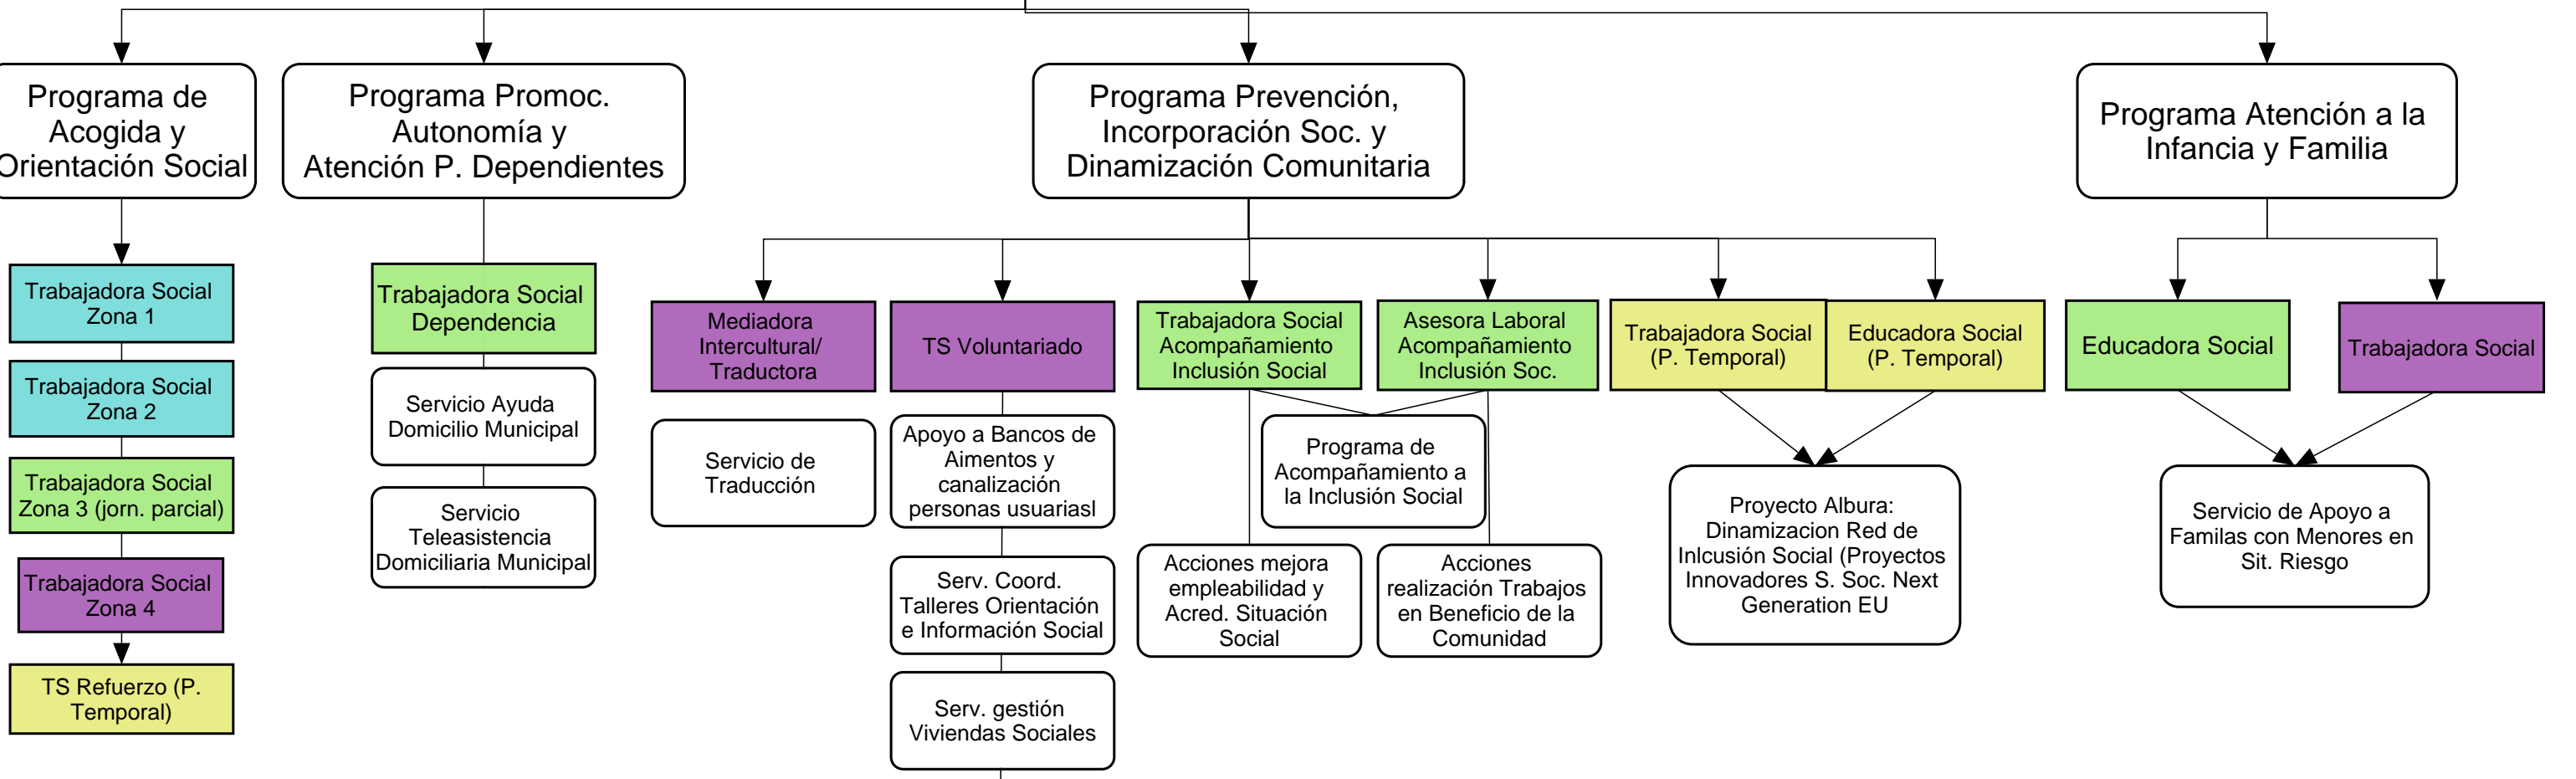 Programa de
Acogida y
Orientación Social
Programa Promoc.
Autonomía y
Atención P. Dependientes
Programa Prevención,
Incorporación Soc. y
Dinamización Comunitaria
Programa Atención a la
Infancia y Familia
Trabajadora Social
Zona 1
Trabajadora Social
Zona 2
Trabajadora Social
Zona 3 (jorn. parcial)
Trabajadora Social
Zona 4
TS Refuerzo (P.
Temporal)
Trabajadora Social
Dependencia
Servicio Ayuda
Domicilio Municipal
Servicio
Teleasistencia
Domiciliaria Municipal
Mediadora
Intercultural/
Traductora
Servicio de
Traducción
TS Voluntariado
Apoyo a Bancos de
Aimentos y
canalización
personas usuariasl
Serv. Coord.
Talleres Orientación
e Información Social
Serv. gestión
Viviendas Sociales
Trabajadora Social
Acompañamiento
Inclusión Social
Asesora Laboral
Acompañamiento
Inclusión Soc.
Programa de
Acompañamiento a
la Inclusión Social
Acciones mejora
empleabilidad y
Acred. Situación
Social
Acciones
realización Trabajos
en Beneficio de la
Comunidad
Trabajadora Social
(P. Temporal)
Educadora Social
(P. Temporal)
Proyecto Albura:
Dinamizacion Red de
Inlcusión Social (Proyectos
Innovadores S. Soc. Next
Generation EU
Educadora Social
Trabajadora Social
Servicio de Apoyo a
Familas con Menores en
Sit. Riesgo